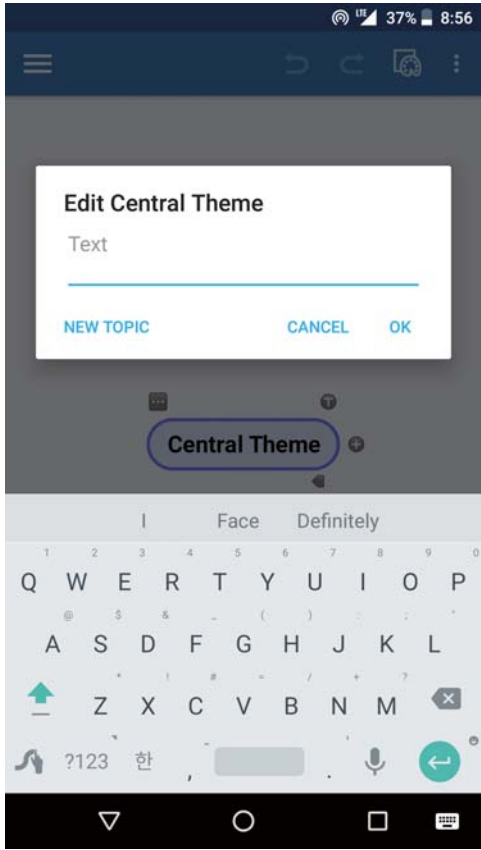 LTE 37% 8:56
Edit Central Theme
Text
NEW TOPIC CANCEL OK
T
Central Theme
I Face Definitely
1 2 3 4 5 6 7 8 9 0
Q W E R T Y U I O P
@ $ & _ ( ) : ; "
A S D F G H J K L
* ! # = / + ?
Z X C V B N M
?123 한 , .